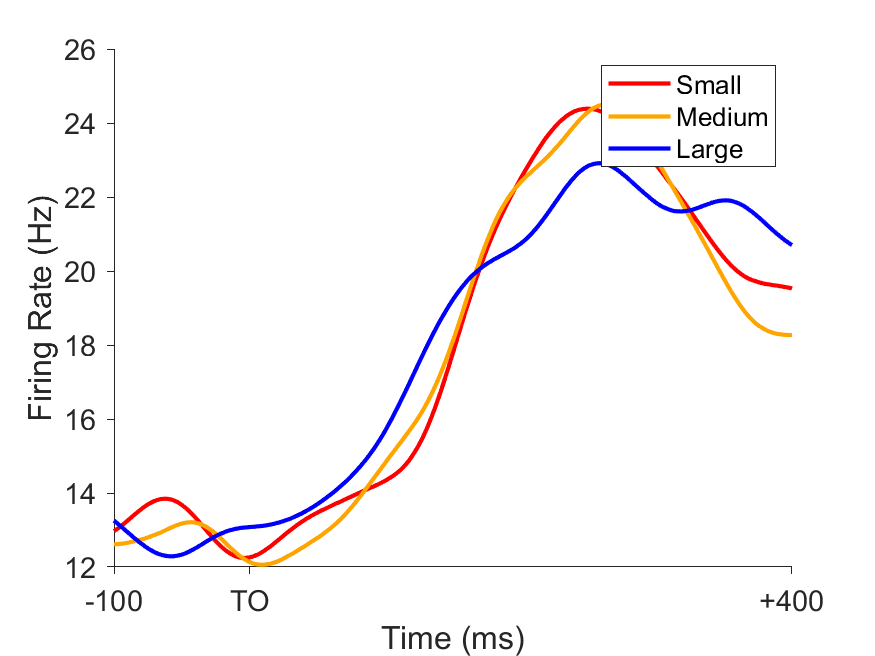 26
24
22
20
18
16
14
12
Firing Rate (Hz)
Small
Medium
Large
-100
TO
+400
Time (ms)